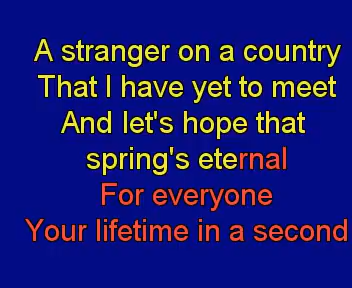 A stranger on a country
That I have yet to meet
And let's hope that
spring's eternal
For everyone
Your lifetime in a second